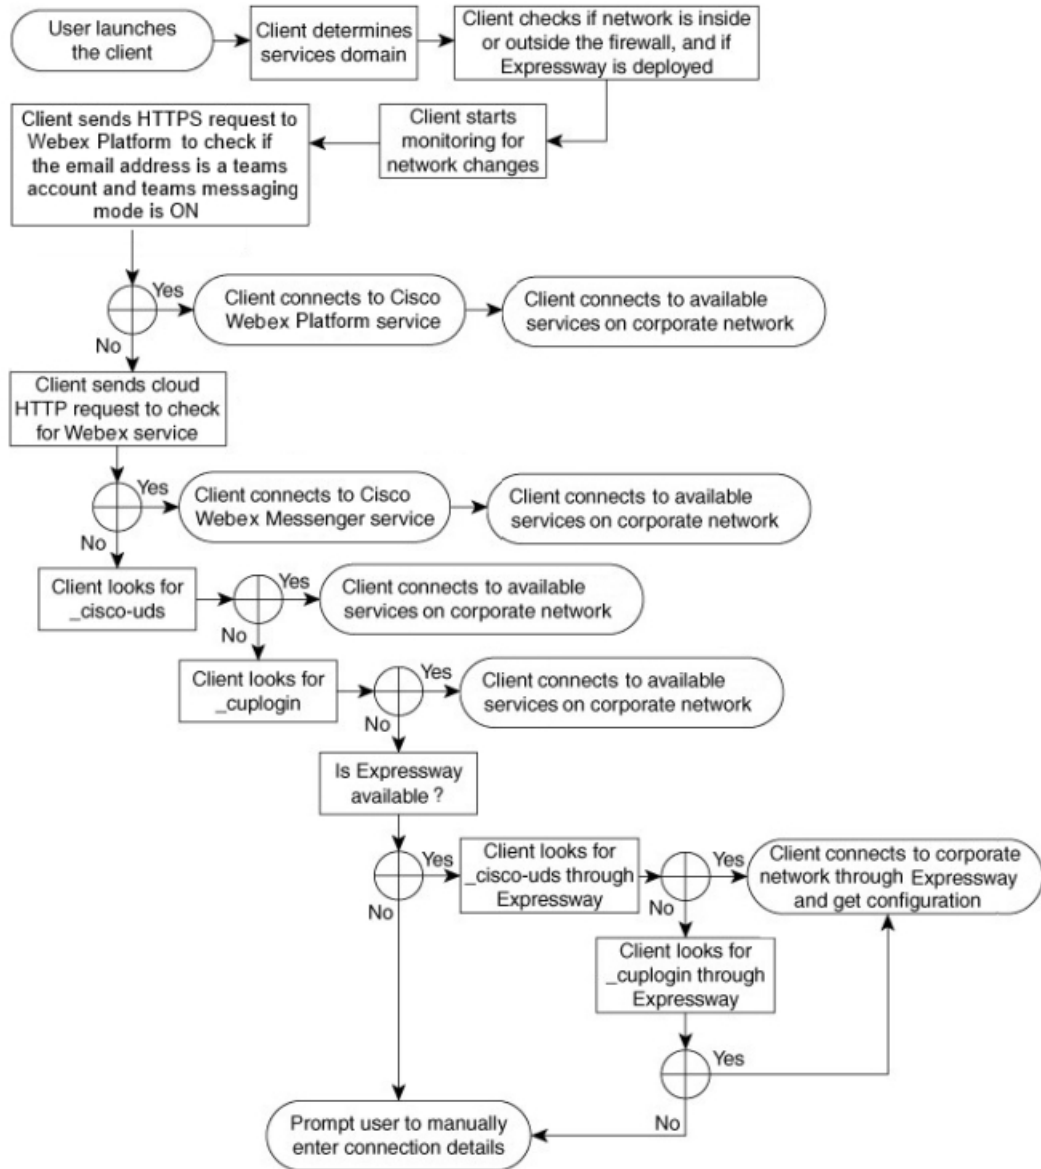 User launches
the client
Client determines
services domain
Client checks if network is inside
or outside the firewall, and if
Expressway is deployed
Client sends HTTPS request to
Webex Platform to check if
the email address is a teams
account and teams messaging
mode is ON
Client starts
monitoring for
network changes
Yes
Client connects to Cisco
Webex Platform service
Client connects to available
services on corporate network
No
Client sends cloud
HTTP request to check
for Webex service
Yes
Client connects to Cisco
Webex Messenger service
Client connects to available
services on corporate network
No
Client looks for
_cisco-uds
Yes
Client connects to available
services on corporate network
No
Client looks for
_cuplogin
Yes
Client connects to available
services on corporate network
No
Is Expressway
available ?
Yes
Client looks for
_cisco-uds through
Expressway
Yes
Client connects to corporate
network through Expressway
and get configuration
No
No
Client looks for
_cuplogin through
Expressway
Yes
No
Prompt user to manually
enter connection details